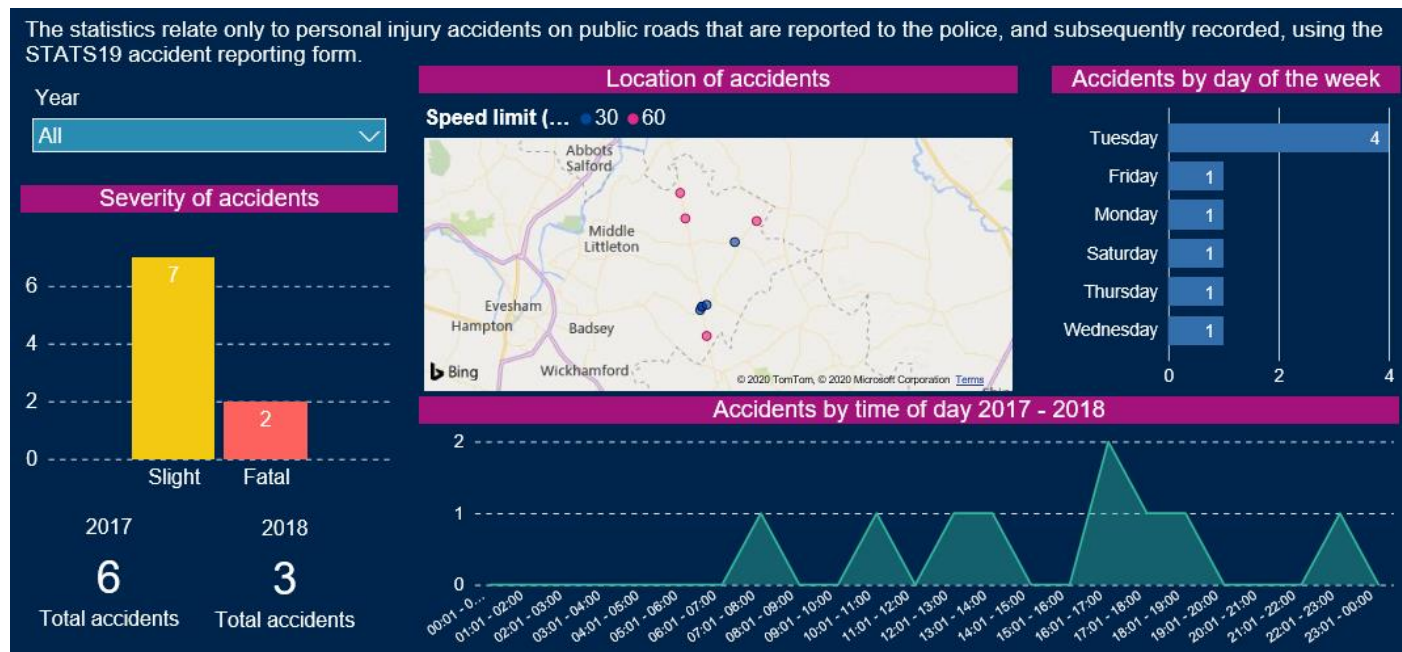 The statistics relate only to personal injury accidents on public roads that are reported to the police, and subsequently recorded, using the
STATS19 accident reporting form.
Year
All
Severity of accidents
6
4
2
0
7
2
Slight
Fatal
2017
2018
6
3
Total accidents
Total accidents
Location of accidents
Speed limit (... 30 60
Abbots
Salford
Middle
Littleton
Evesham
Hampton
Badsey
Wickhamford
Bing
© 2020 TomTom, © 2020 Microsoft Corporation Terms
Accidents by day of the week
Tuesday 4
Friday 1
Monday 1
Saturday 1
Thursday 1
Wednesday 1
0 2 4
Accidents by time of day 2017 - 2018
2
1
0
00:01 - 0...
01:01 - 02:00
02:01 - 03:00
03:01 - 04:00
04:01 - 05:00
05:01 - 06:00
06:01 - 07:00
07:01 - 08:00
08:01 - 09:00
09:01 - 10:00
10:01 - 11:00
11:01 - 12:00
12:01 - 13:00
13:01 - 14:00
14:01 - 15:00
15:01 - 16:00
16:01 - 17:00
17:01 - 18:00
18:01 - 19:00
19:01 - 20:00
20:01 - 21:00
21:01 - 22:00
22:01 - 23:00
23:01 - 00:00